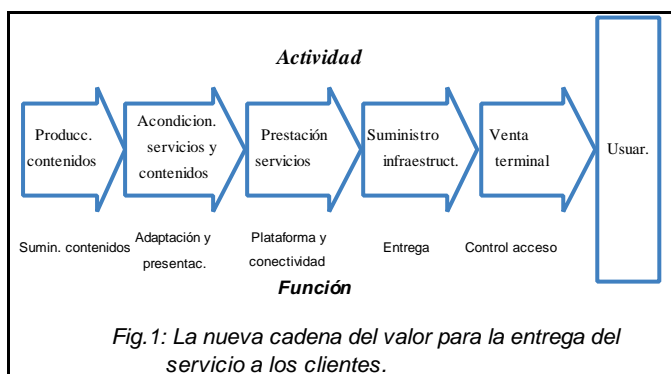 Actividad
Producc.
contenidos
Acondicion.
servicios y
contenidos
Prestación
servicios
Suministro
infraestruct.
Venta
terminal
Usuar.
Sumin. contenidos
Adaptación y
presentac.
Plataforma y
conectividad
Entrega
Control acceso
Función
Fig.1: La nueva cadena del valor para la entrega del
servicio a los clientes.